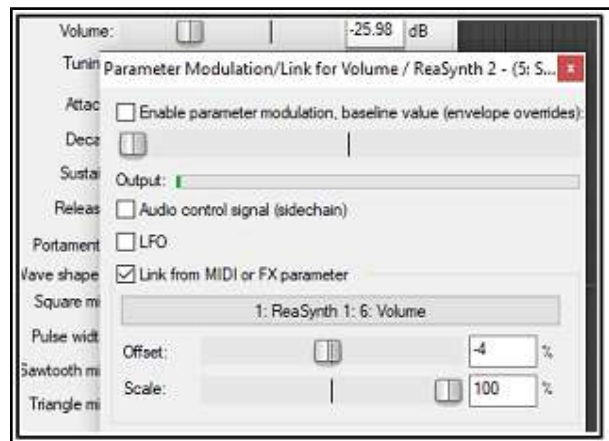 Volume: -25.98 dB
Tunin
Parameter Modulation/Link for Volume / ReaSynth 2 - (5: S... x
Attac
Enable parameter modulation, baseline value (envelope overrides):
Deca
Sustai
Output:
Releas
Audio control signal (sidechain)
Portament
LFO
Wave shape
Link from MIDI or FX parameter
Square mi
1: ReaSynth 1: 6: Volume
Pulse widt
Offset: -4 %
Sawtooth mi
Scale: 100 %
Triangle mi